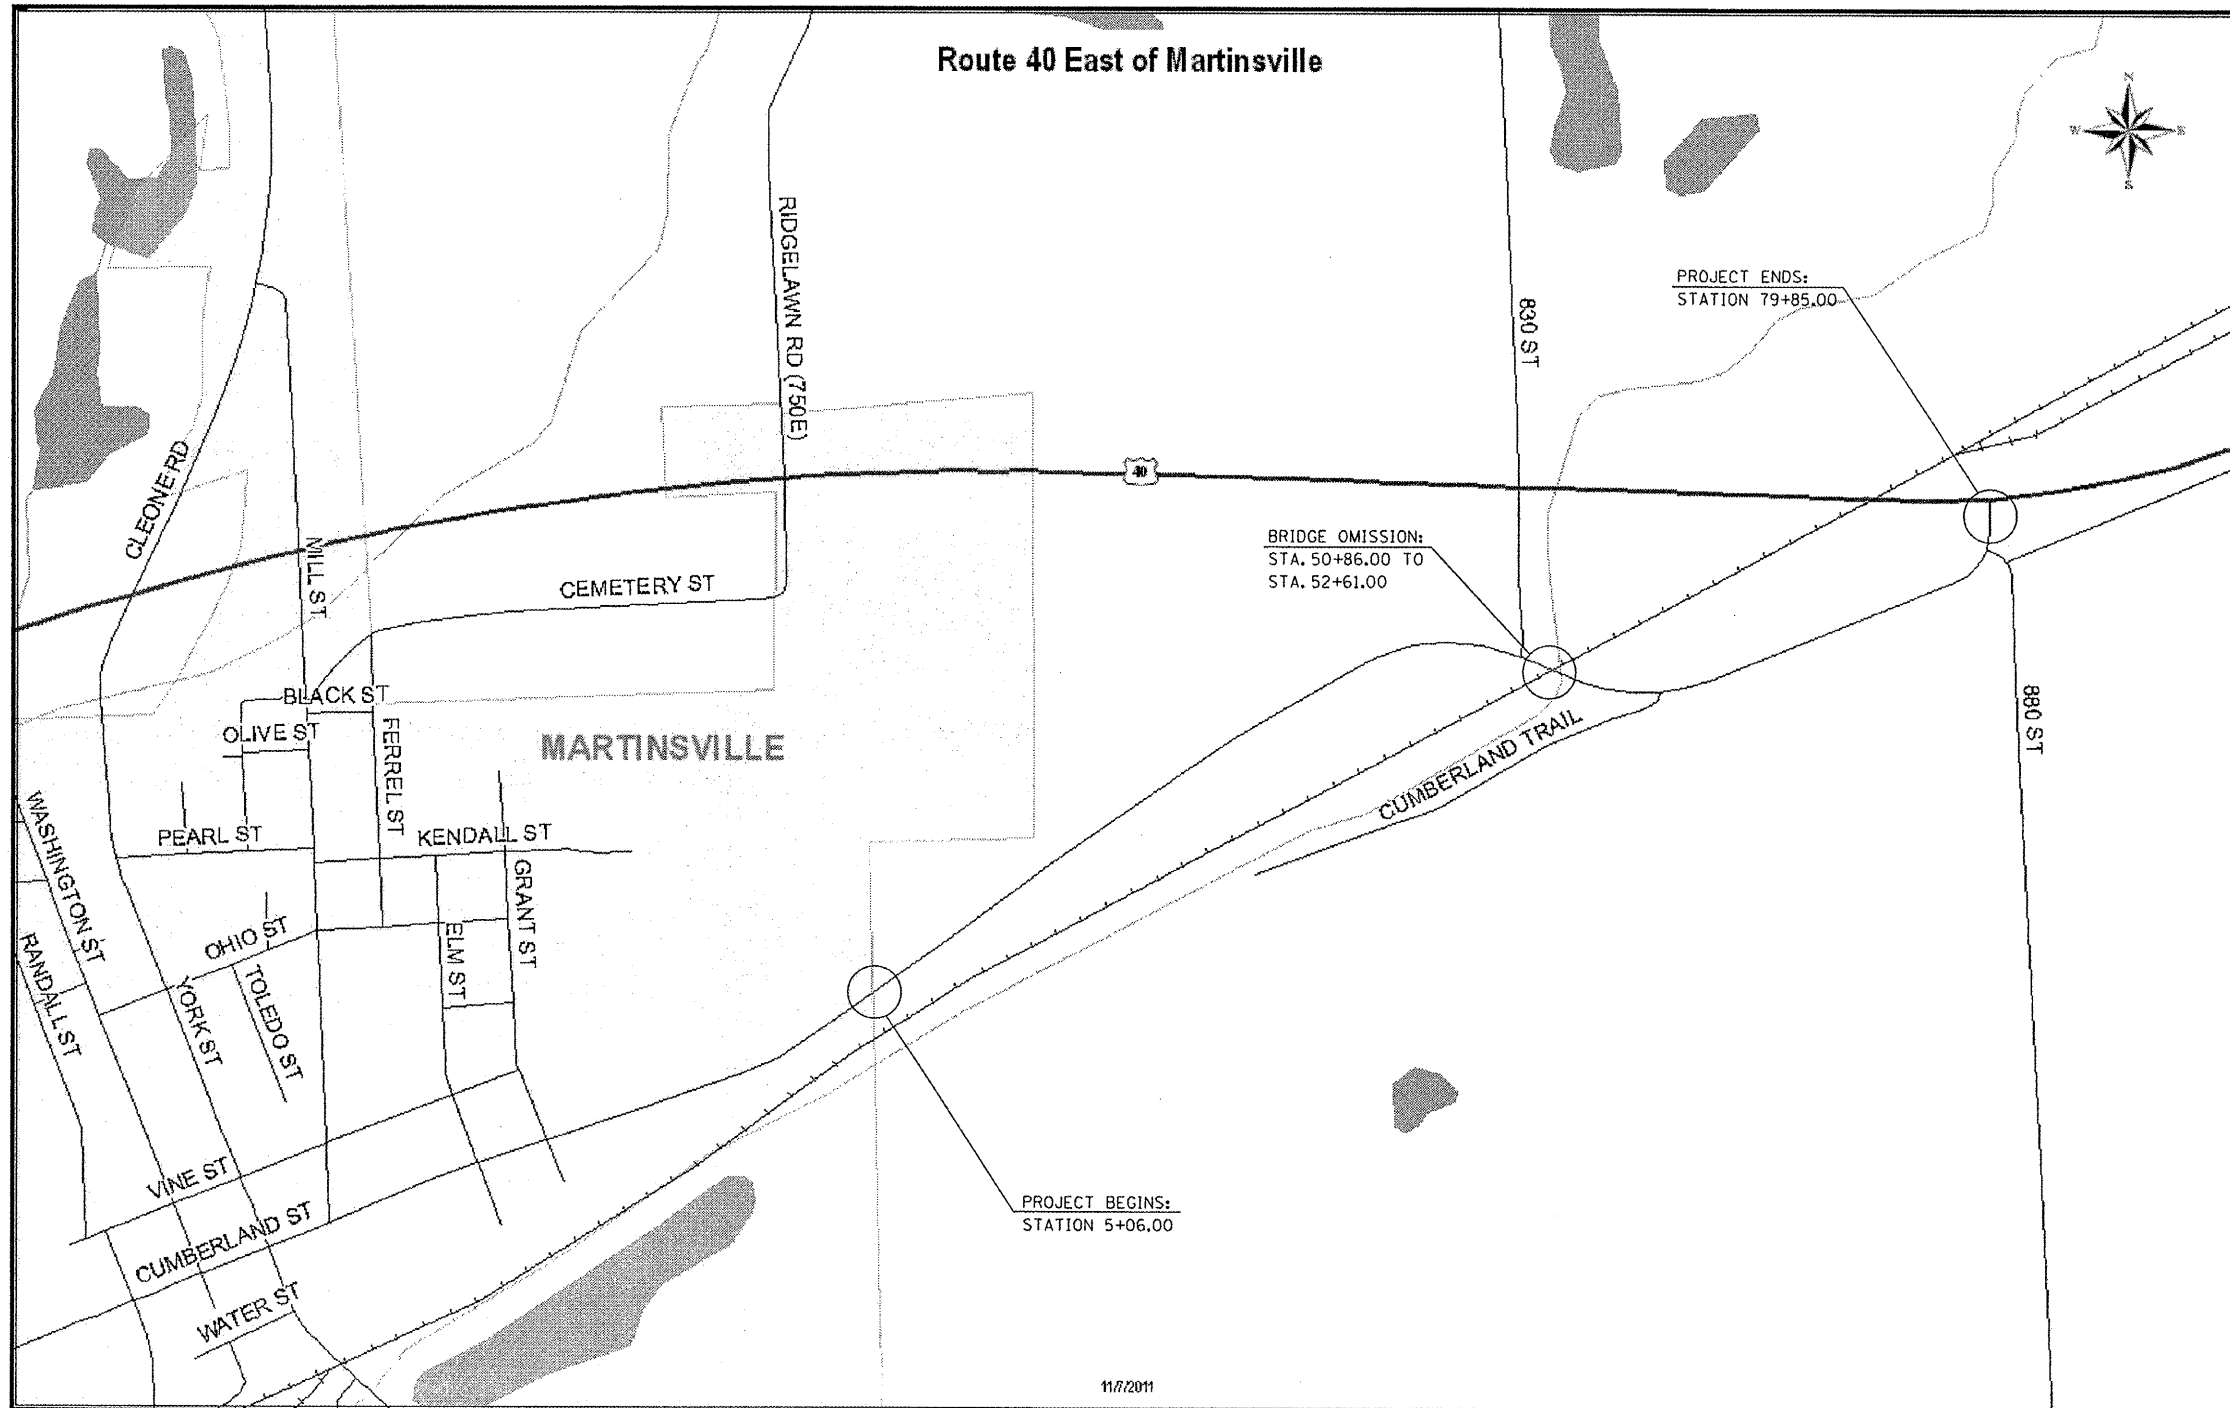 Route 40 East of Martinsville
N
W
E
S
RIDGELAWN RD (750E)
830 ST
PROJECT ENDS:
STATION 79+85.00
CLEONE RD
40
MILL ST
BRIDGE OMISSION:
STA. 50+86.00 TO
STA. 52+61.00
CEMETERY ST
BLACK ST
OLIVE ST
FERREL ST
MARTINSVILLE
CUMBERLAND TRAIL
880 ST
WASHINGTON ST
PEARL ST
KENDALL ST
GRANT ST
RANDALL ST
OHIO ST
ELM ST
YORK ST
TOLEDO ST
VINE ST
CUMBERLAND ST
PROJECT BEGINS:
STATION 5+06.00
WATER ST
11/7/2011